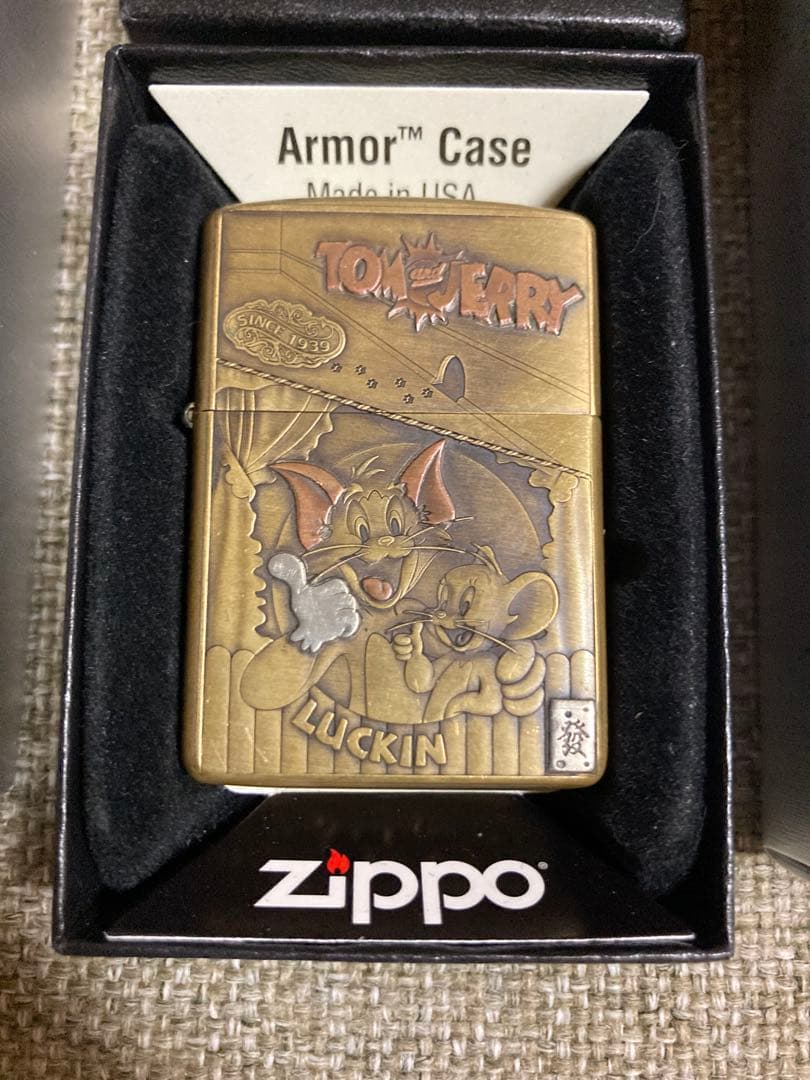 Armor™ Case
Made in USA
TOM and JERRY
SINCE 1939
LUCKIN'
發
zippo®